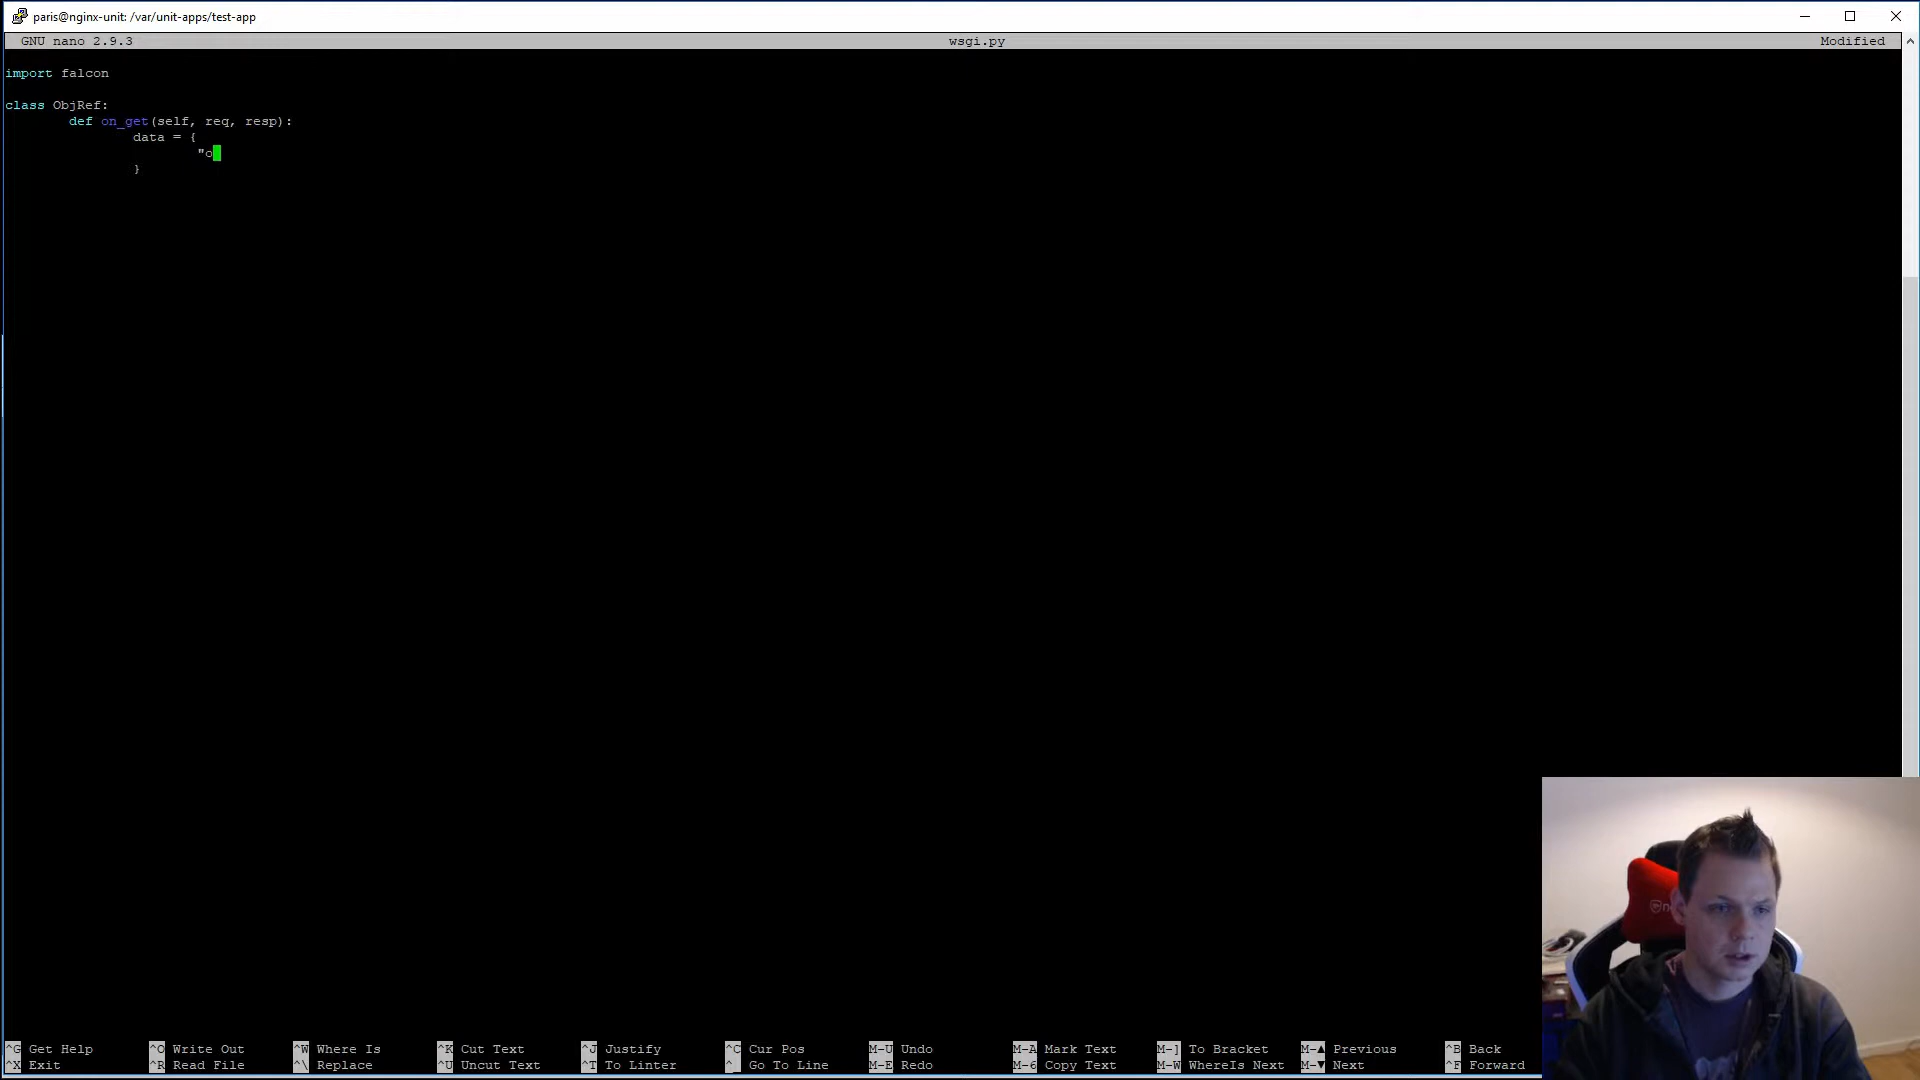 paris@nginx-unit: /var/unit-apps/test-app
GNU nano 2.9.3 wsgi.py Modified
import falcon
class ObjRef:
def on_get(self, req, resp):
data = {
"o
}
^G Get Help ^O Write Out ^W Where Is ^K Cut Text ^J Justify ^C Cur Pos M-U Undo M-A Mark Text M-] To Bracket M-▲ Previous ^B Back
^X Exit ^R Read File ^\ Replace ^U Uncut Text ^T To Linter ^_ Go To Line M-E Redo M-6 Copy Text M-W WhereIs Next M-▼ Next ^F Forward